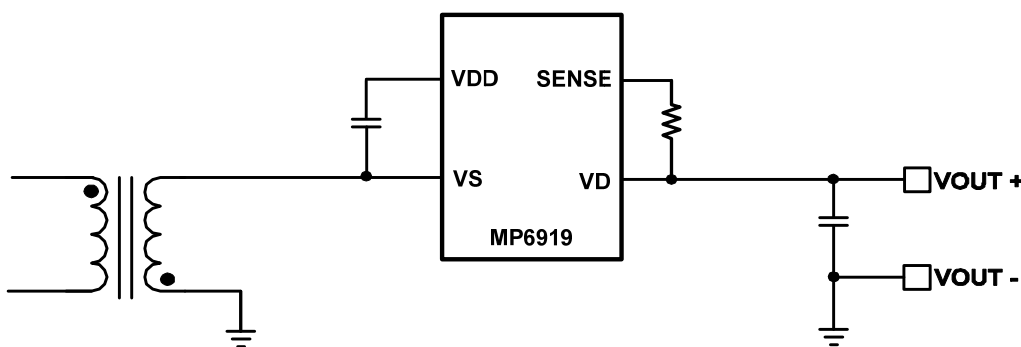 VDD
SENSE
VS
VD
MP6919
VOUT +
VOUT -